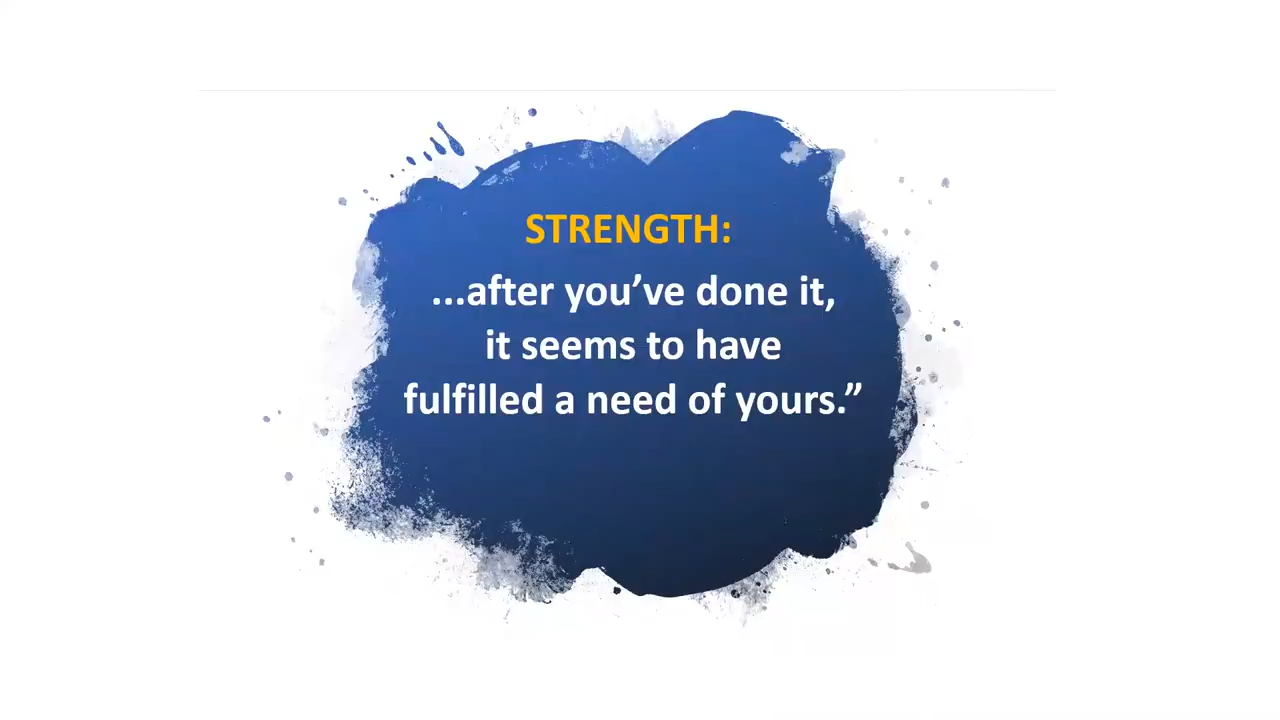 STRENGTH:
...after you’ve done it,
it seems to have
fulfilled a need of yours.”